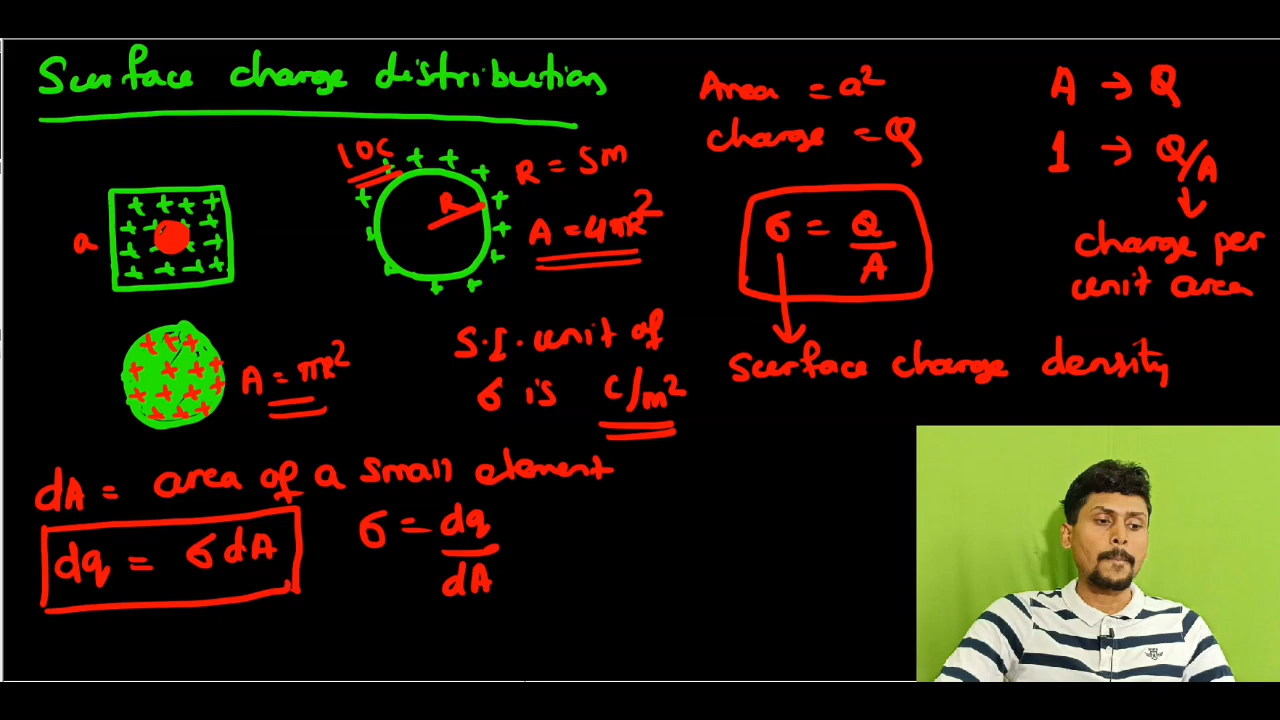 Surface charge distribution
Area = a²
charge = Q
A → Q
1 → Q/A
charge per
unit area
10C
R = 5m
R
A = 4πR²
a
σ = Q/A
surface charge density
A = πR²
S.I. unit of
σ is C/m²
dA = area of a small element
dq = σdA
σ = dq/dA